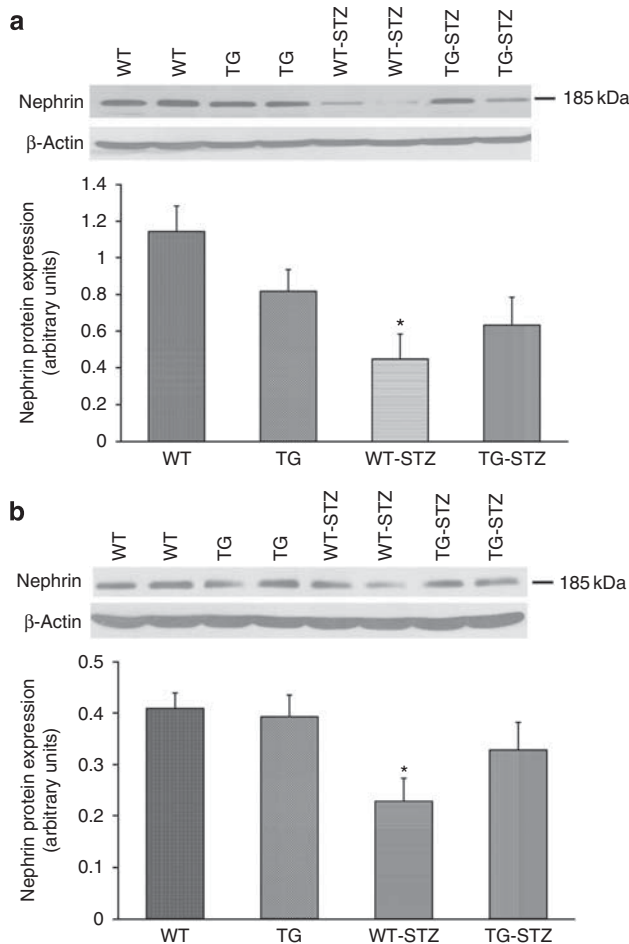 a
WT WT TG TG WT-STZ WT-STZ TG-STZ TG-STZ
Nephrin 185 kDa
β-Actin
Nephrin protein expression
(arbitrary units)
1.4
1.2
1
0.8
0.6
0.4
0.2
0
*
WT TG WT-STZ TG-STZ
b
WT WT TG TG WT-STZ WT-STZ TG-STZ TG-STZ
Nephrin 185 kDa
β-Actin
Nephrin protein expression
(arbitrary units)
0.5
0.4
0.3
0.2
0.1
0
*
WT TG WT-STZ TG-STZ